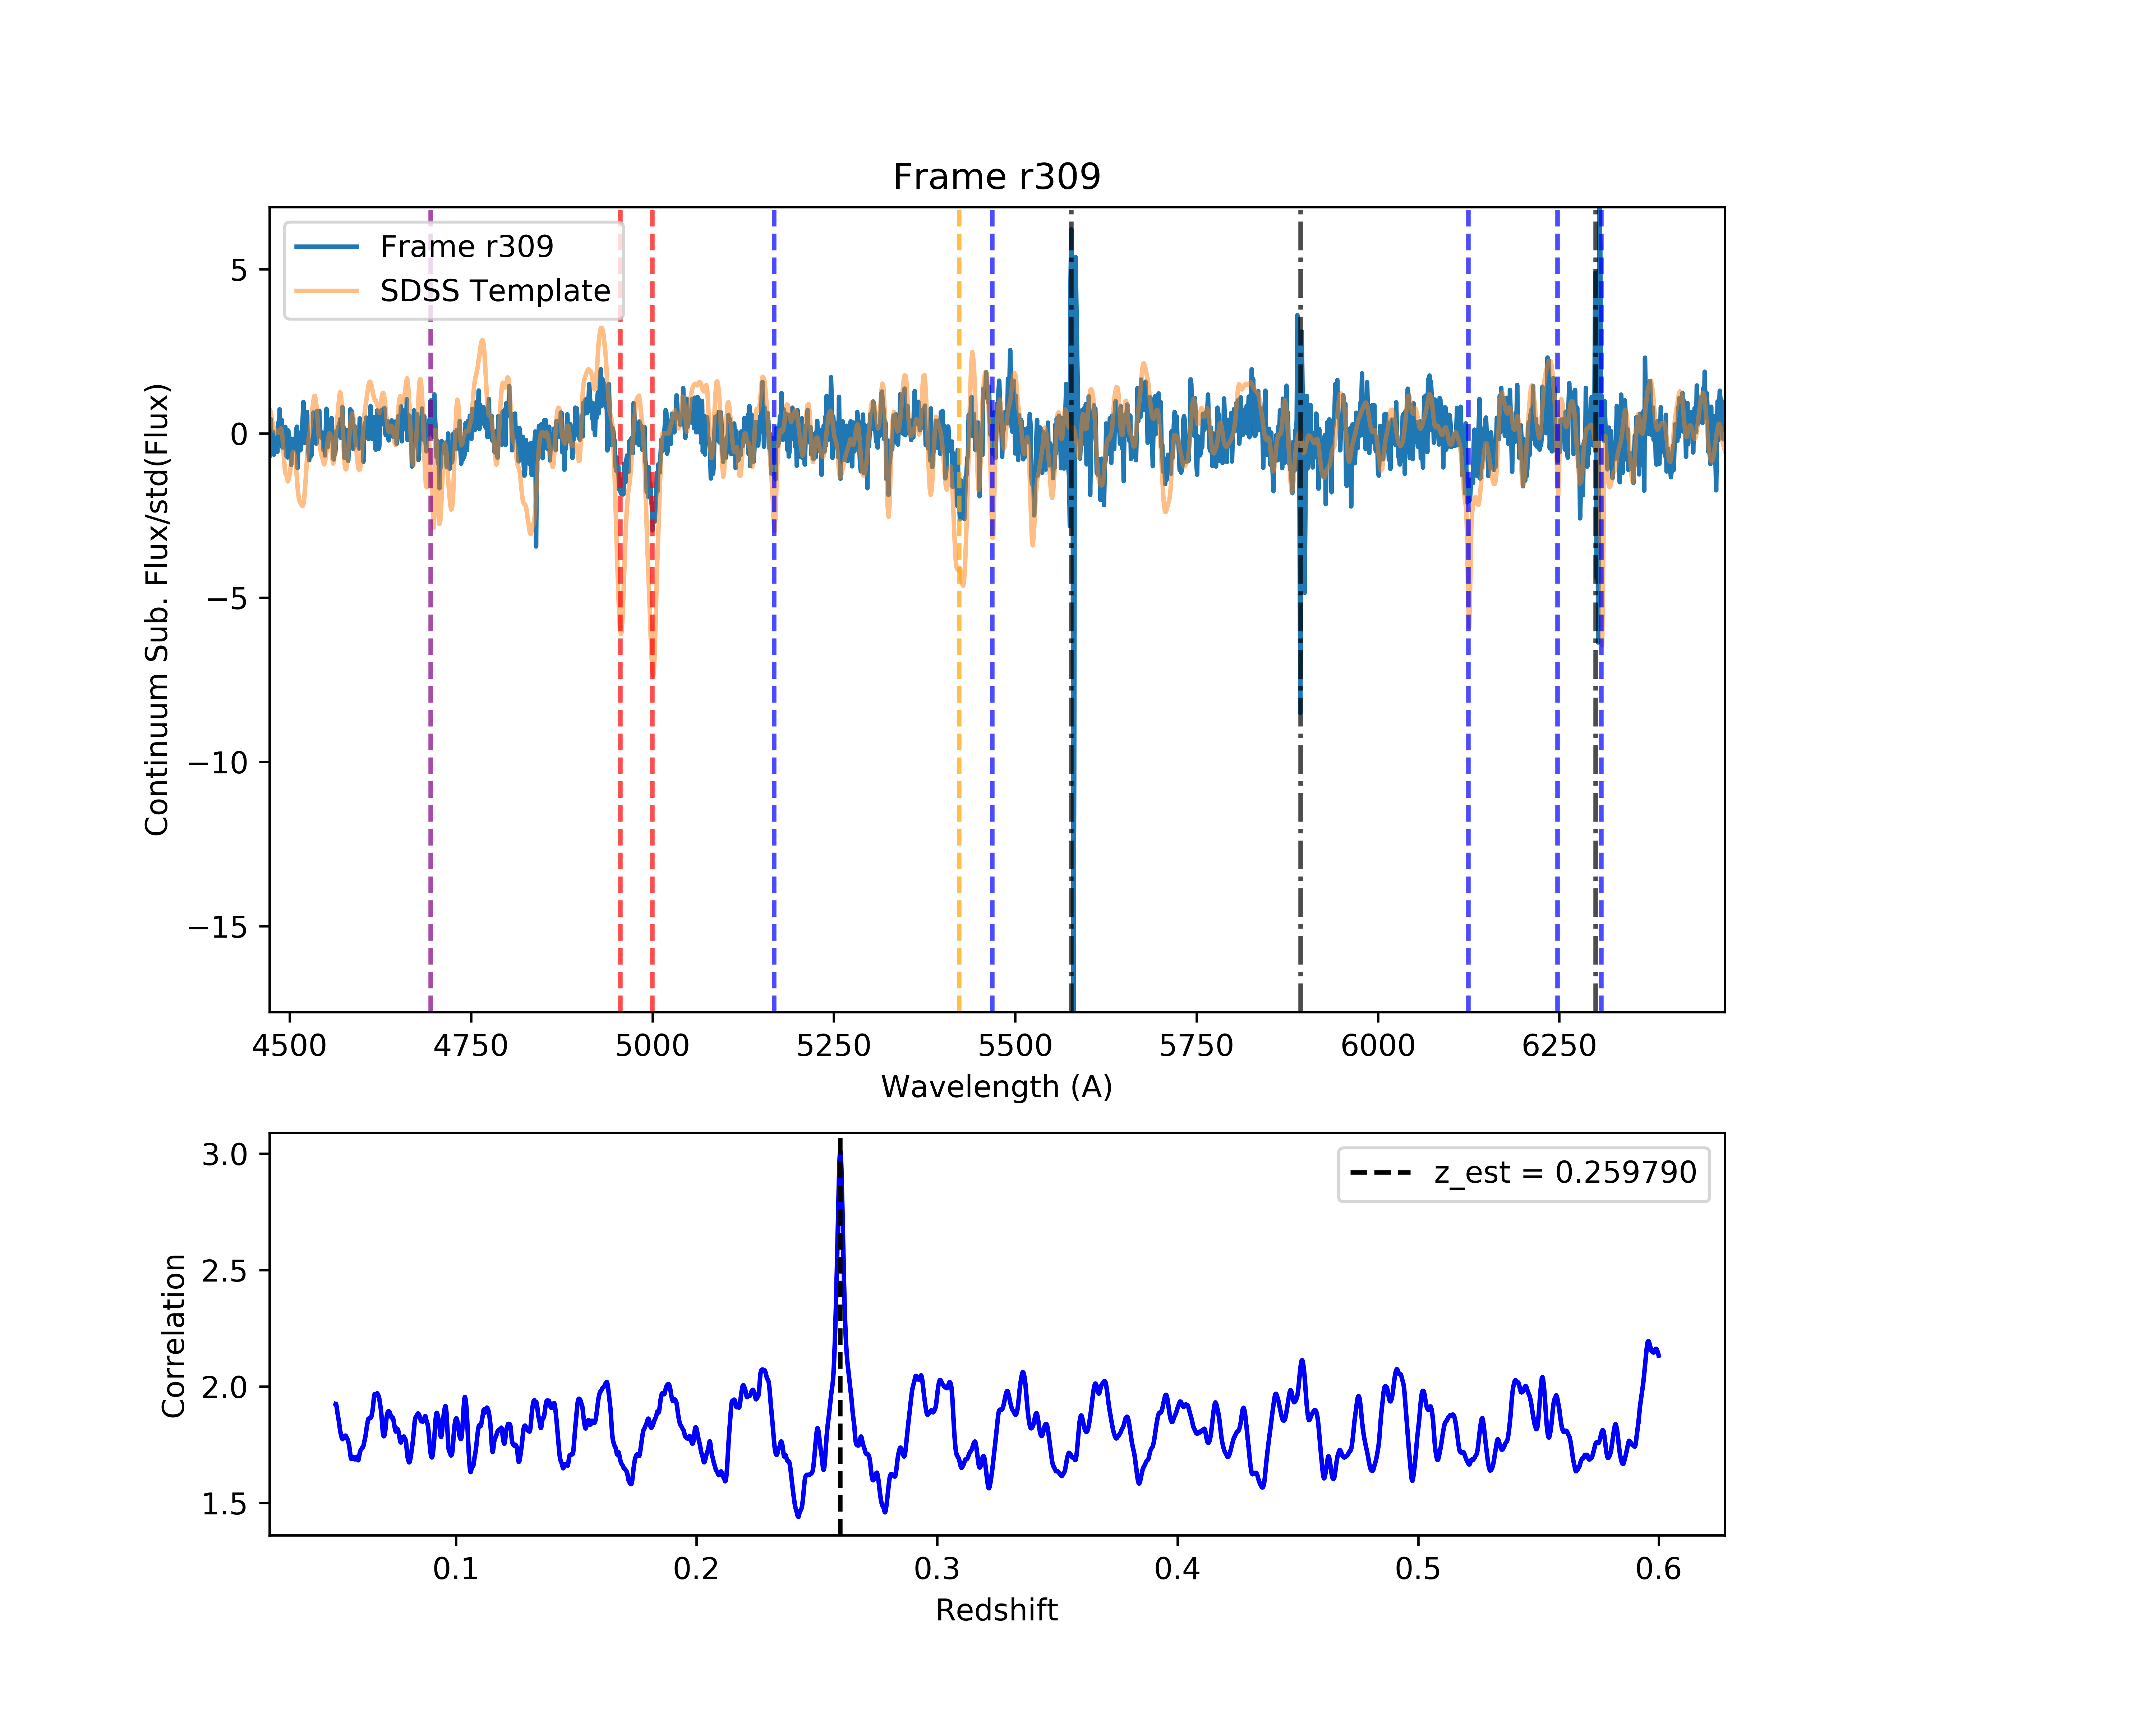 Frame r309
Frame r309
SDSS Template
5
0
−5
−10
−15
Continuum Sub. Flux/std(Flux)
4500 4750 5000 5250 5500 5750 6000 6250
Wavelength (A)
z_est = 0.259790
3.0
2.5
2.0
1.5
Correlation
0.1 0.2 0.3 0.4 0.5 0.6
Redshift